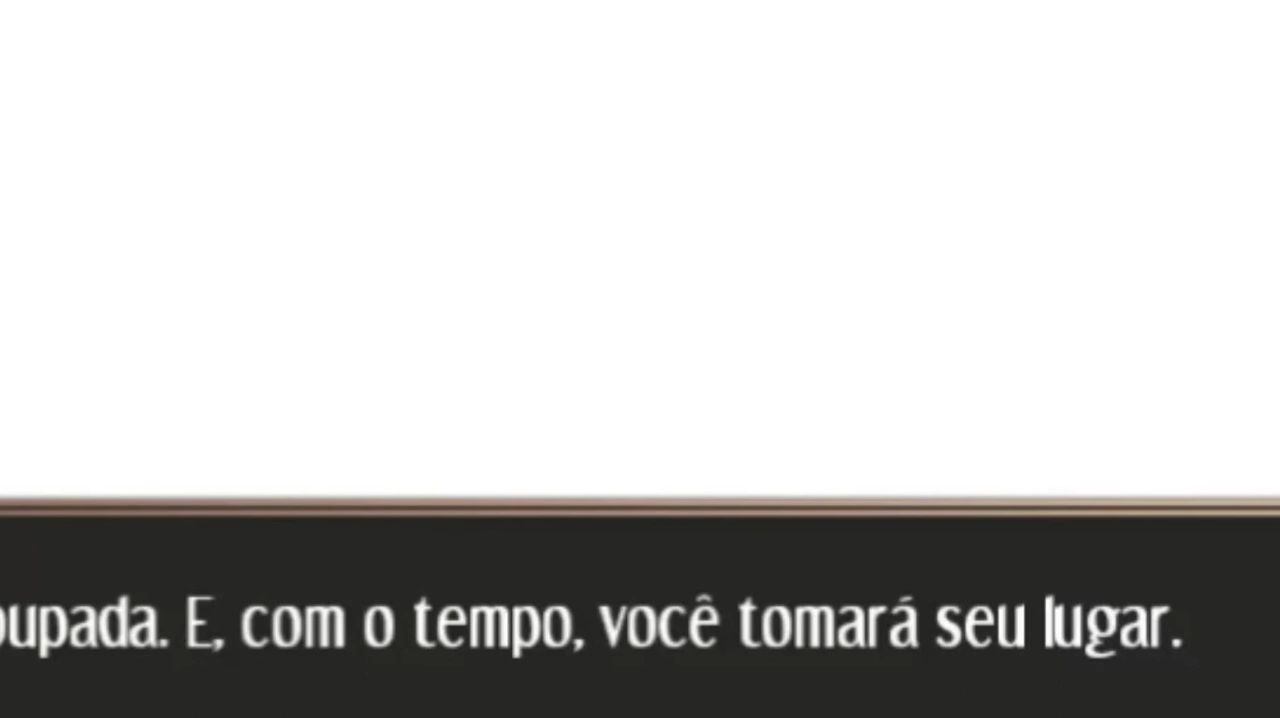 oupada. E, com o tempo, você tomará seu lugar.